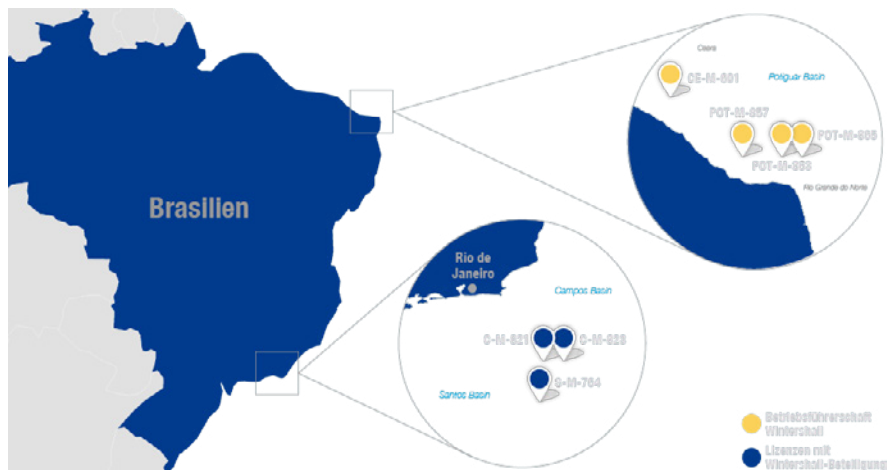 Ceara
Potiguar Basin
CE-M-601
POT-M-857
POT-M-865
POT-M-863
Rio Grande do Norte
Brasilien
Rio de
Janeiro
Campos Basin
C-M-821
C-M-823
S-M-764
Santos Basin
Betriebsführerschaft
Wintershall
Lizenzen mit
Wintershall-Beteiligung